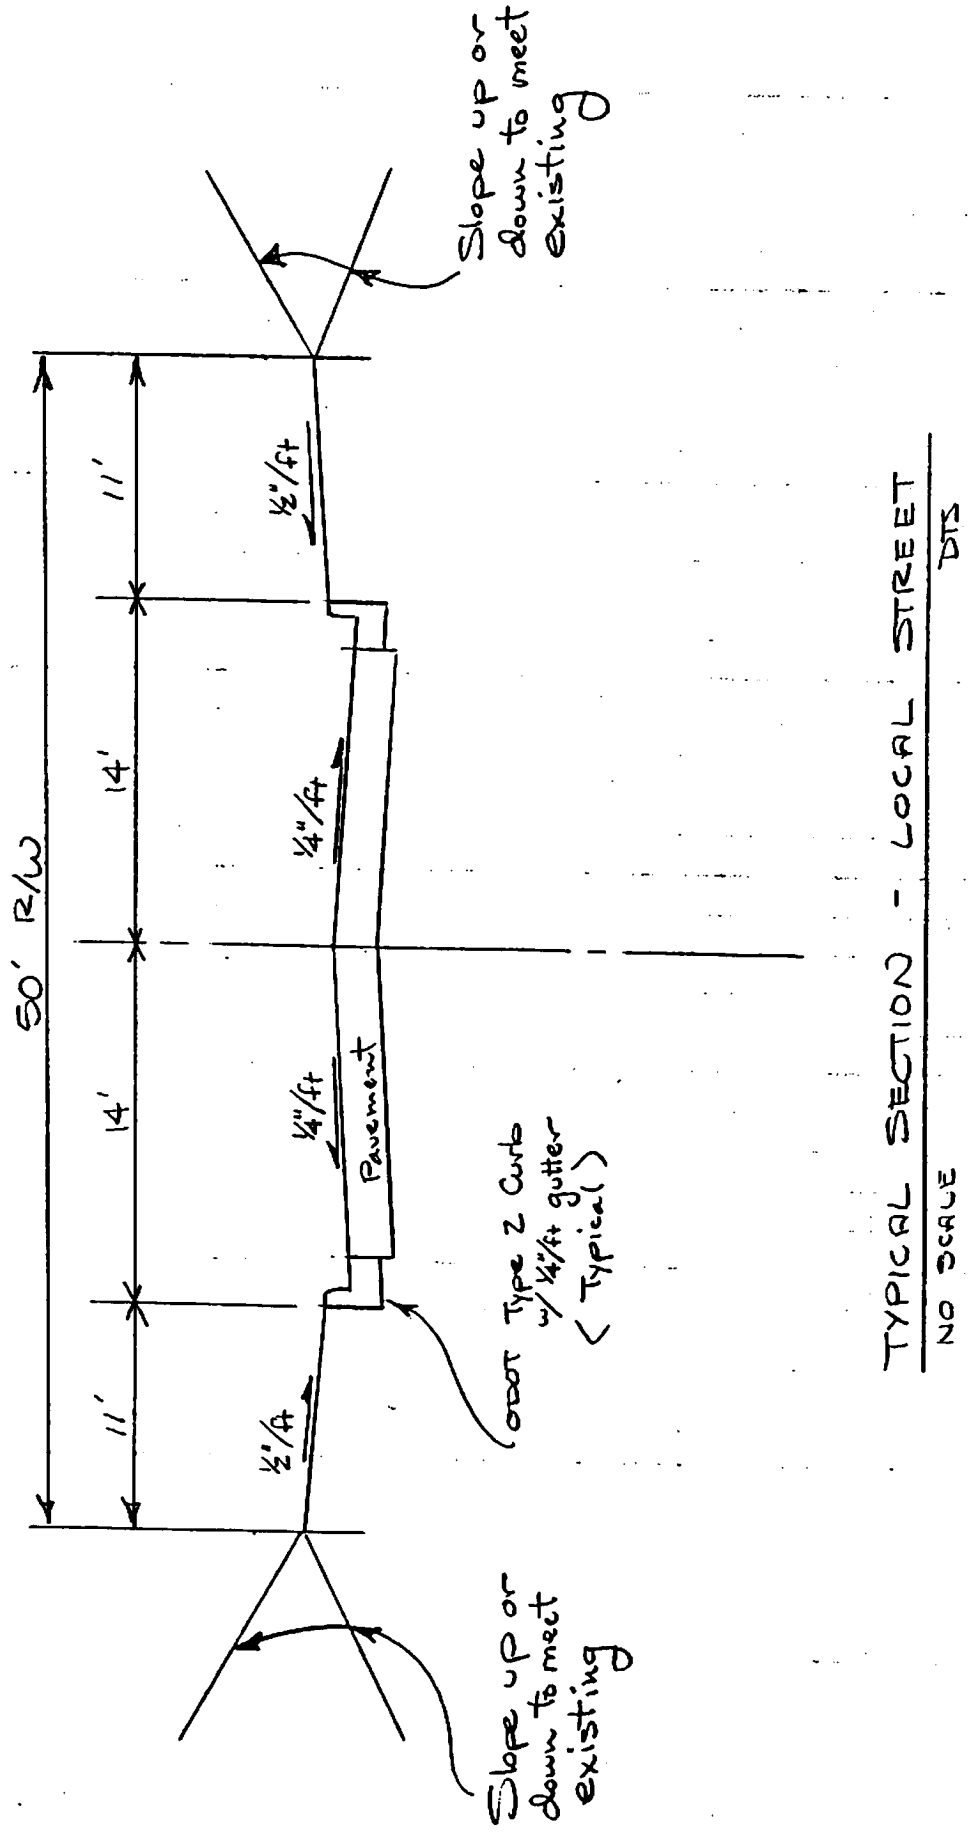 50' R/W
11'
14'
14'
11'
½"/ft
¼"/ft
¼"/ft
½"/ft
Pavement
Slope up or
down to meet
existing
ODOT Type 2 Curb
w/ ¼"/ft gutter
(Typical)
Slope up or
down to meet
existing
TYPICAL SECTION - LOCAL STREET
NO SCALE
DTS